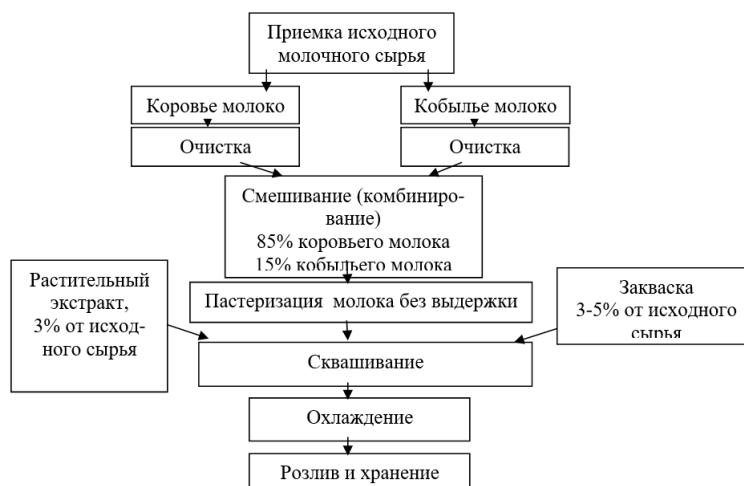 Приемка исходного
молочного сырья
Коровье молоко
Кобылье молоко
Очистка
Очистка
Смешивание (комбиниро-
вание)
85% коровьего молока
15% кобыльего молока
Растительный
экстракт,
3% от исход-
ного сырья
Закваска
3-5% от исходного
сырья
Пастеризация молока без выдержки
Сквашивание
Охлаждение
Розлив и хранение